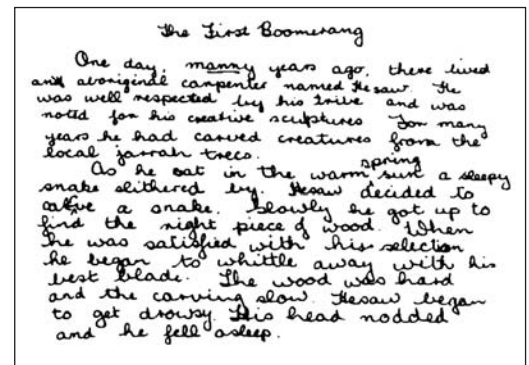 The First Boomerang
One day, manny years ago, there lived
an aboriginal carpenter named Hesaw. He
was well respected by his trive and was
noted for his creative sculptures For many
years he had carved creatures from the
local jarrah trees.
As he sat in the warm spring sun a sleepy
snake slithered by. Hesaw decided to
carve a snake. Slowly he got up to
find the right piece of wood. When
he was satisfied with his selection
he began to whittle away with his
best blade. The wood was hard
and the carving slow. Hesaw began
to get drowsy. His head nodded
and he fell asleep.